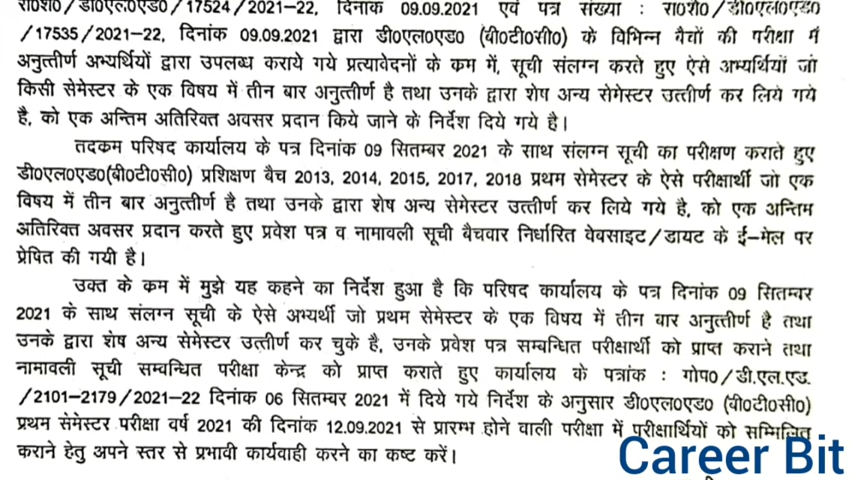 रा०शै० / डी०एल०एड० / 17524 / 2021–22, दिनांक 09.09.2021 एवं पत्र संख्या : रा०शै० / डी०एल०एड०
/ 17535 / 2021–22, दिनांक 09.09.2021 द्वारा डी०एल०एड० (बी०टी०सी०) के विभिन्न बैचों की परीक्षा में
अनुत्तीर्ण अभ्यर्थियों द्वारा उपलब्ध कराये गये प्रत्यावेदनों के क्रम में, सूची संलग्न करते हुए ऐसे अभ्यर्थियों जो
किसी सेमेस्टर के एक विषय में तीन बार अनुत्तीर्ण है तथा उनके द्वारा शेष अन्य सेमेस्टर उत्तीर्ण कर लिये गये
है, को एक अन्तिम अतिरिक्त अवसर प्रदान किये जाने के निर्देश दिये गये है।
तदक्रम परिषद कार्यालय के पत्र दिनांक 09 सितम्बर 2021 के साथ संलग्न सूची का परीक्षण कराते हुए
डी०एल०एड०(बी०टी०सी०) प्रशिक्षण बैच 2013, 2014, 2015, 2017, 2018 प्रथम सेमेस्टर के ऐसे परीक्षार्थी जो एक
विषय में तीन बार अनुत्तीर्ण है तथा उनके द्वारा शेष अन्य सेमेस्टर उत्तीर्ण कर लिये गये है, को एक अन्तिम
अतिरिक्त अवसर प्रदान करते हुए प्रवेश पत्र व नामावली सूची बैचवार निर्धारित वेबसाइट / डायट के ई–मेल पर
प्रेषित की गयी है।
उक्त के क्रम में मुझे यह कहने का निर्देश हुआ है कि परिषद कार्यालय के पत्र दिनांक 09 सितम्बर
2021 के साथ संलग्न सूची के ऐसे अभ्यर्थी जो प्रथम सेमेस्टर के एक विषय में तीन बार अनुत्तीर्ण है तथा
उनके द्वारा शेष अन्य सेमेस्टर उत्तीर्ण कर चुके है, उनके प्रवेश पत्र सम्बन्धित परीक्षार्थी को प्राप्त कराने तथा
नामावली सूची सम्बन्धित परीक्षा केन्द्र को प्राप्त कराते हुए कार्यालय के पत्रांक : गोप० / डी.एल.एड.
/ 2101–2179 / 2021–22 दिनांक 06 सितम्बर 2021 में दिये गये निर्देश के अनुसार डी०एल०एड० (बी०टी०सी०)
प्रथम सेमेस्टर परीक्षा वर्ष 2021 की दिनांक 12.09.2021 से प्रारम्भ होने वाली परीक्षा में परीक्षार्थियों को सम्मिलित
कराने हेतु अपने स्तर से प्रभावी कार्यवाही करने का कष्ट करें।
Career Bit